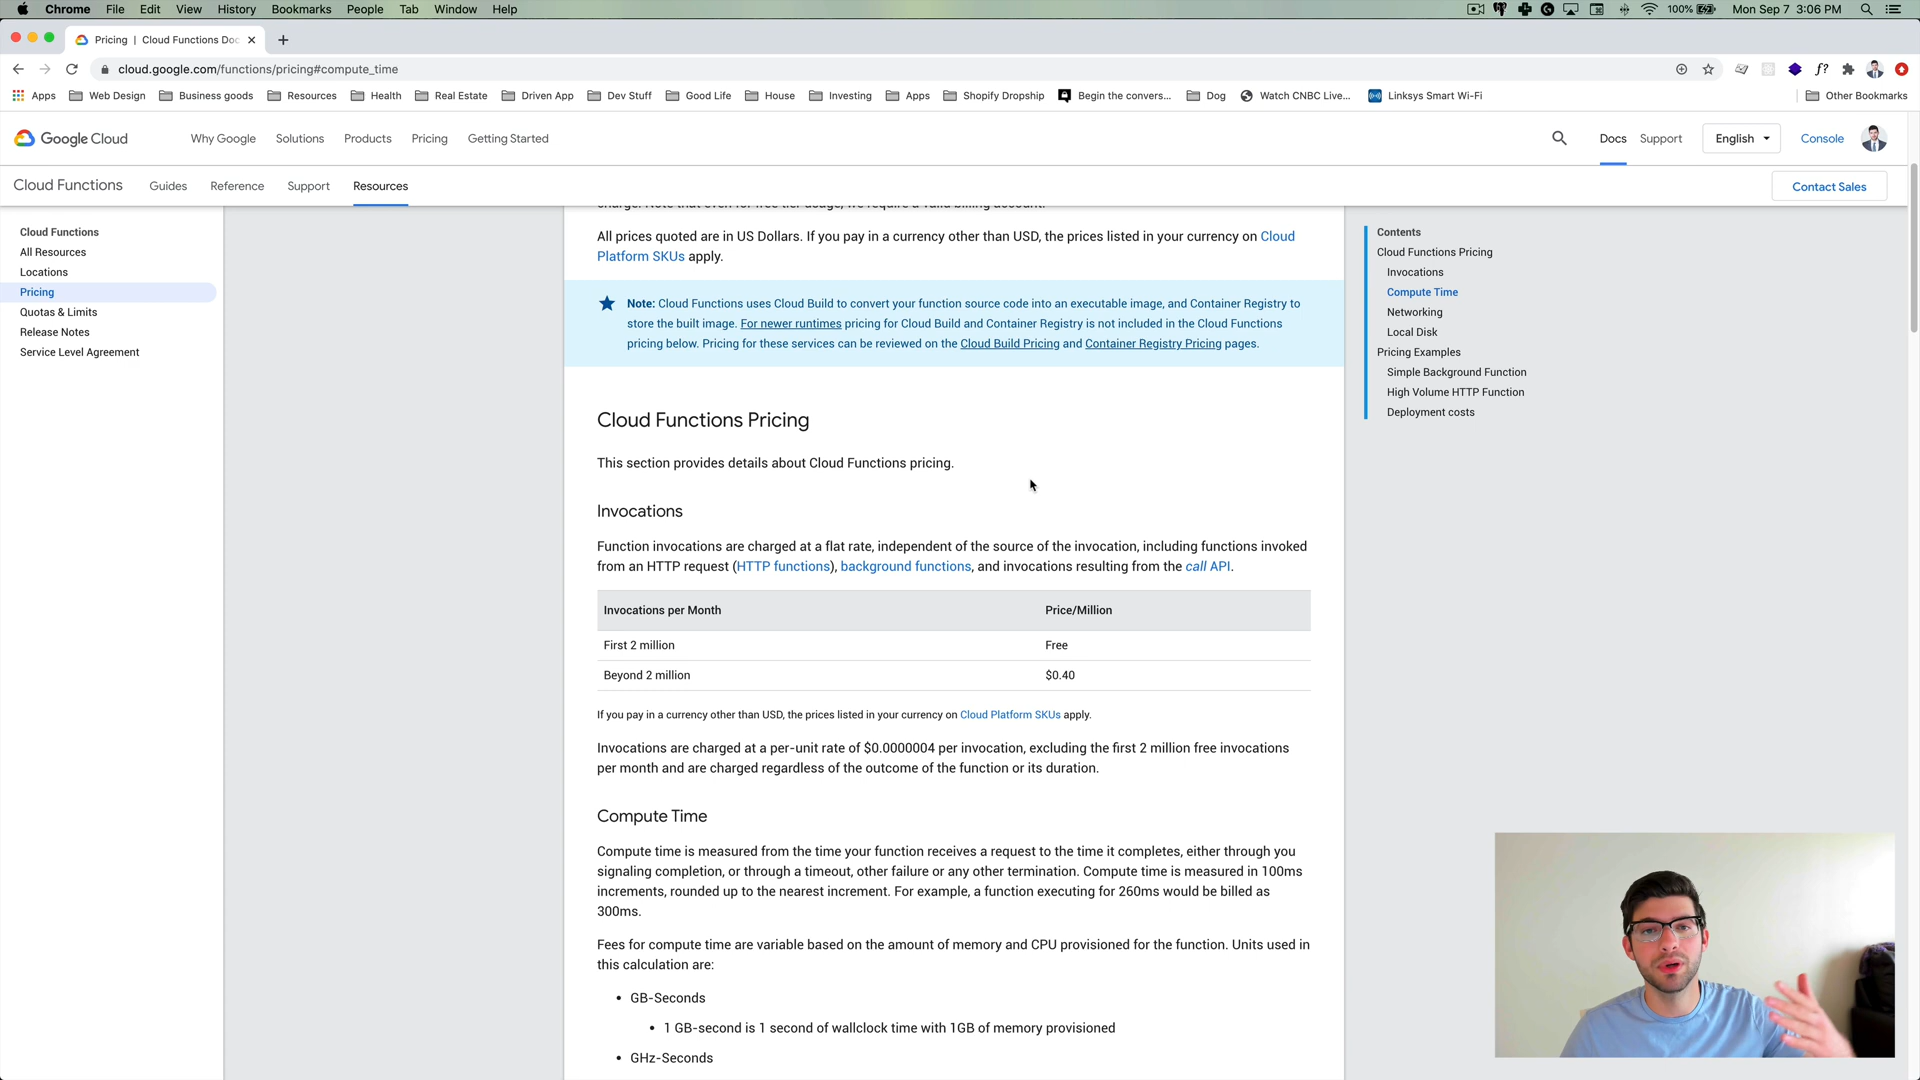 Chrome File Edit View History Bookmarks People Tab Window Help 100% Mon Sep 7 3:06 PM
Pricing | Cloud Functions Doc
cloud.google.com/functions/pricing#compute_time f?
Apps Web Design Business goods Resources Health Real Estate Driven App Dev Stuff Good Life House Investing Apps Shopify Dropship Begin the convers... Dog Watch CNBC Live... Linksys Smart Wi-Fi Other Bookmarks
Google Cloud Why Google Solutions Products Pricing Getting Started Docs Support English Console
Cloud Functions Guides Reference Support Resources Contact Sales
Cloud Functions
All Resources
Locations
Pricing
Quotas & Limits
Release Notes
Service Level Agreement
charge. Note that even for free tier usage, we require a valid billing account.
All prices quoted are in US Dollars. If you pay in a currency other than USD, the prices listed in your currency on Cloud
Platform SKUs apply.
Note: Cloud Functions uses Cloud Build to convert your function source code into an executable image, and Container Registry to
store the built image. For newer runtimes pricing for Cloud Build and Container Registry is not included in the Cloud Functions
pricing below. Pricing for these services can be reviewed on the Cloud Build Pricing and Container Registry Pricing pages.
Cloud Functions Pricing
This section provides details about Cloud Functions pricing.
Invocations
Function invocations are charged at a flat rate, independent of the source of the invocation, including functions invoked
from an HTTP request (HTTP functions), background functions, and invocations resulting from the call API.
Invocations per Month Price/Million
First 2 million Free
Beyond 2 million $0.40
If you pay in a currency other than USD, the prices listed in your currency on Cloud Platform SKUs apply.
Invocations are charged at a per-unit rate of $0.0000004 per invocation, excluding the first 2 million free invocations
per month and are charged regardless of the outcome of the function or its duration.
Compute Time
Compute time is measured from the time your function receives a request to the time it completes, either through you
signaling completion, or through a timeout, other failure or any other termination. Compute time is measured in 100ms
increments, rounded up to the nearest increment. For example, a function executing for 260ms would be billed as
300ms.
Fees for compute time are variable based on the amount of memory and CPU provisioned for the function. Units used in
this calculation are:
• GB-Seconds
• 1 GB-second is 1 second of wallclock time with 1GB of memory provisioned
• GHz-Seconds
Contents
Cloud Functions Pricing
Invocations
Compute Time
Networking
Local Disk
Pricing Examples
Simple Background Function
High Volume HTTP Function
Deployment costs